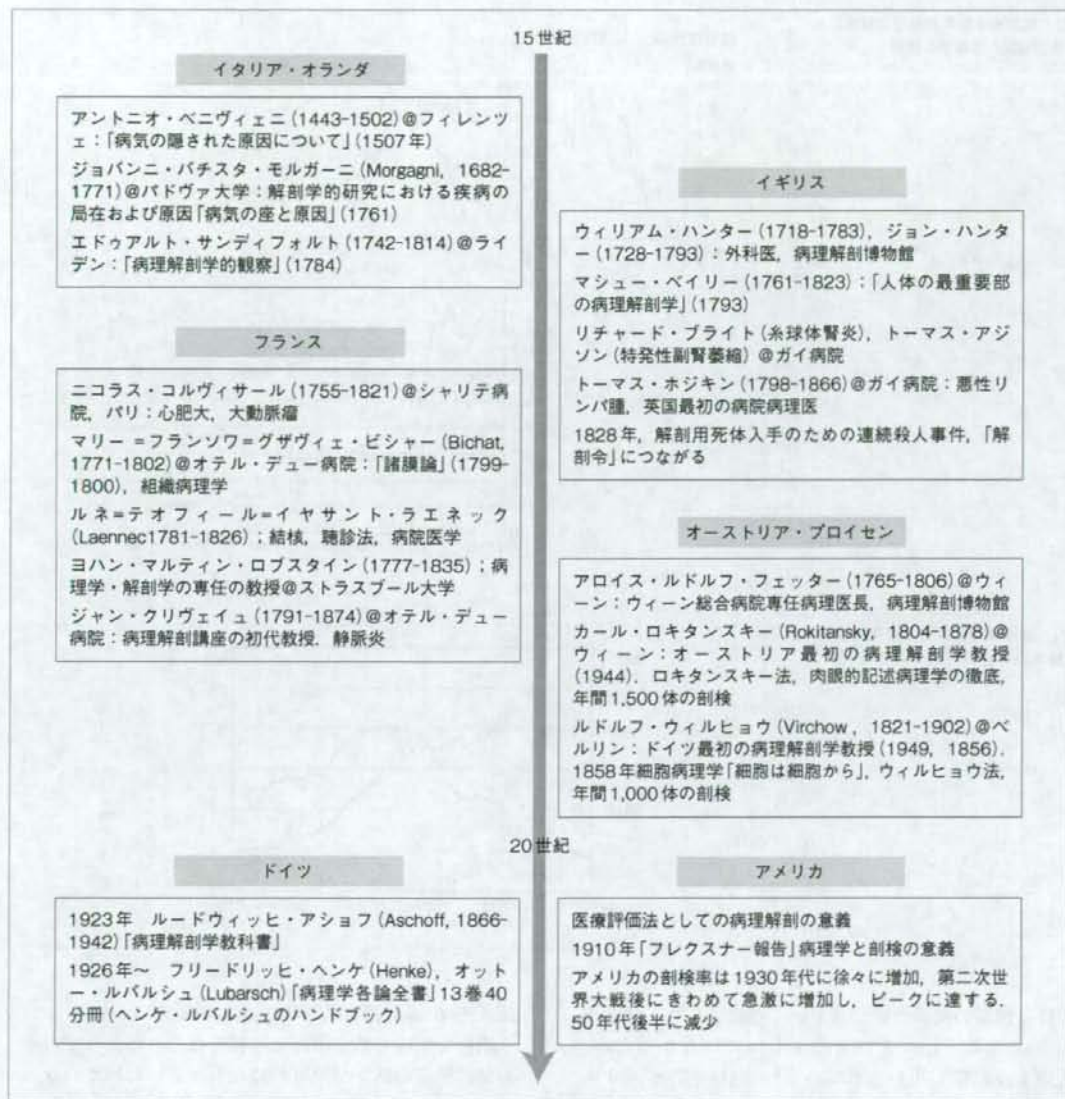 15世紀
イタリア・オランダ
アントニオ・ベニヴィエニ(1443-1502)@フィレンツ
ェ:「病気の隠された原因について」(1507年)
ジョバンニ・バチスタ・モルガーニ(Morgagni, 1682-
1771)@パドヴァ大学:解剖学的研究における疾病の
局在および原因「病気の座と原因」(1761)
エドゥアルト・サンディフォルト(1742-1814)@ライ
デン:「病理解剖学的観察」(1784)
フランス
ニコラス・コルヴィサール(1755-1821)@シャリテ病
院, パリ:心肥大, 大動脈瘤
マリー=フランソワ=グザヴィェ・ビシャー(Bichat,
1771-1802)@オテル・デュー病院:「諸膜論」(1799-
1800), 組織病理学
ルネ=テオフィール=イヤサント・ラエネック
(Laennec1781-1826);結核, 聴診法, 病院医学
ヨハン・マルティン・ロブスタイン(1777-1835);病
理学・解剖学の専任の教授@ストラスブール大学
ジャン・クリヴェイュ(1791-1874)@オテル・デュー
病院:病理解剖講座の初代教授. 静脈炎
イギリス
ウィリアム・ハンター(1718-1783), ジョン・ハンタ
ー(1728-1793):外科医, 病理解剖博物館
マシュー・ベイリー(1761-1823):「人体の最重要部
の病理解剖学」(1793)
リチャード・ブライト(糸球体腎炎), トーマス・アジ
ソン(特発性副腎萎縮)@ガイ病院
トーマス・ホジキン(1798-1866)@ガイ病院:悪性リ
ンパ腫, 英国最初の病院病理医
1828年, 解剖用死体入手のための連続殺人事件, 「解
剖令」につながる
オーストリア・プロイセン
アロイス・ルドルフ・フェッター(1765-1806)@ウィ
ーン:ウィーン総合病院専任病理医長, 病理解剖博物館
カール・ロキタンスキー(Rokitansky, 1804-1878)@
ウィーン:オーストリア最初の病理解剖学教授
(1944). ロキタンスキー法, 肉眼的記述病理学の徹底,
年間1,500体の剖検
ルドルフ・ウィルヒョウ(Virchow, 1821-1902)@ベ
ルリン:ドイツ最初の病理解剖学教授(1949, 1856).
1858年細胞病理学「細胞は細胞から」, ウィルヒョウ法,
年間1,000体の剖検
20世紀
ドイツ
1923年 ルードウィッヒ・アショフ(Aschoff, 1866-
1942)「病理解剖学教科書」
1926年~ フリードリッヒ・ヘンケ(Henke), オット
ー・ルバルシュ(Lubarsch)「病理学各論全書」13巻40
分冊(ヘンケ・ルバルシュのハンドブック)
アメリカ
医療評価法としての病理解剖の意義
1910年「フレクスナー報告」病理学と剖検の意義
アメリカの剖検率は1930年代に徐々に増加, 第二次世
界大戦後にきわめて急激に増加し, ピークに達する.
50年代後半に減少